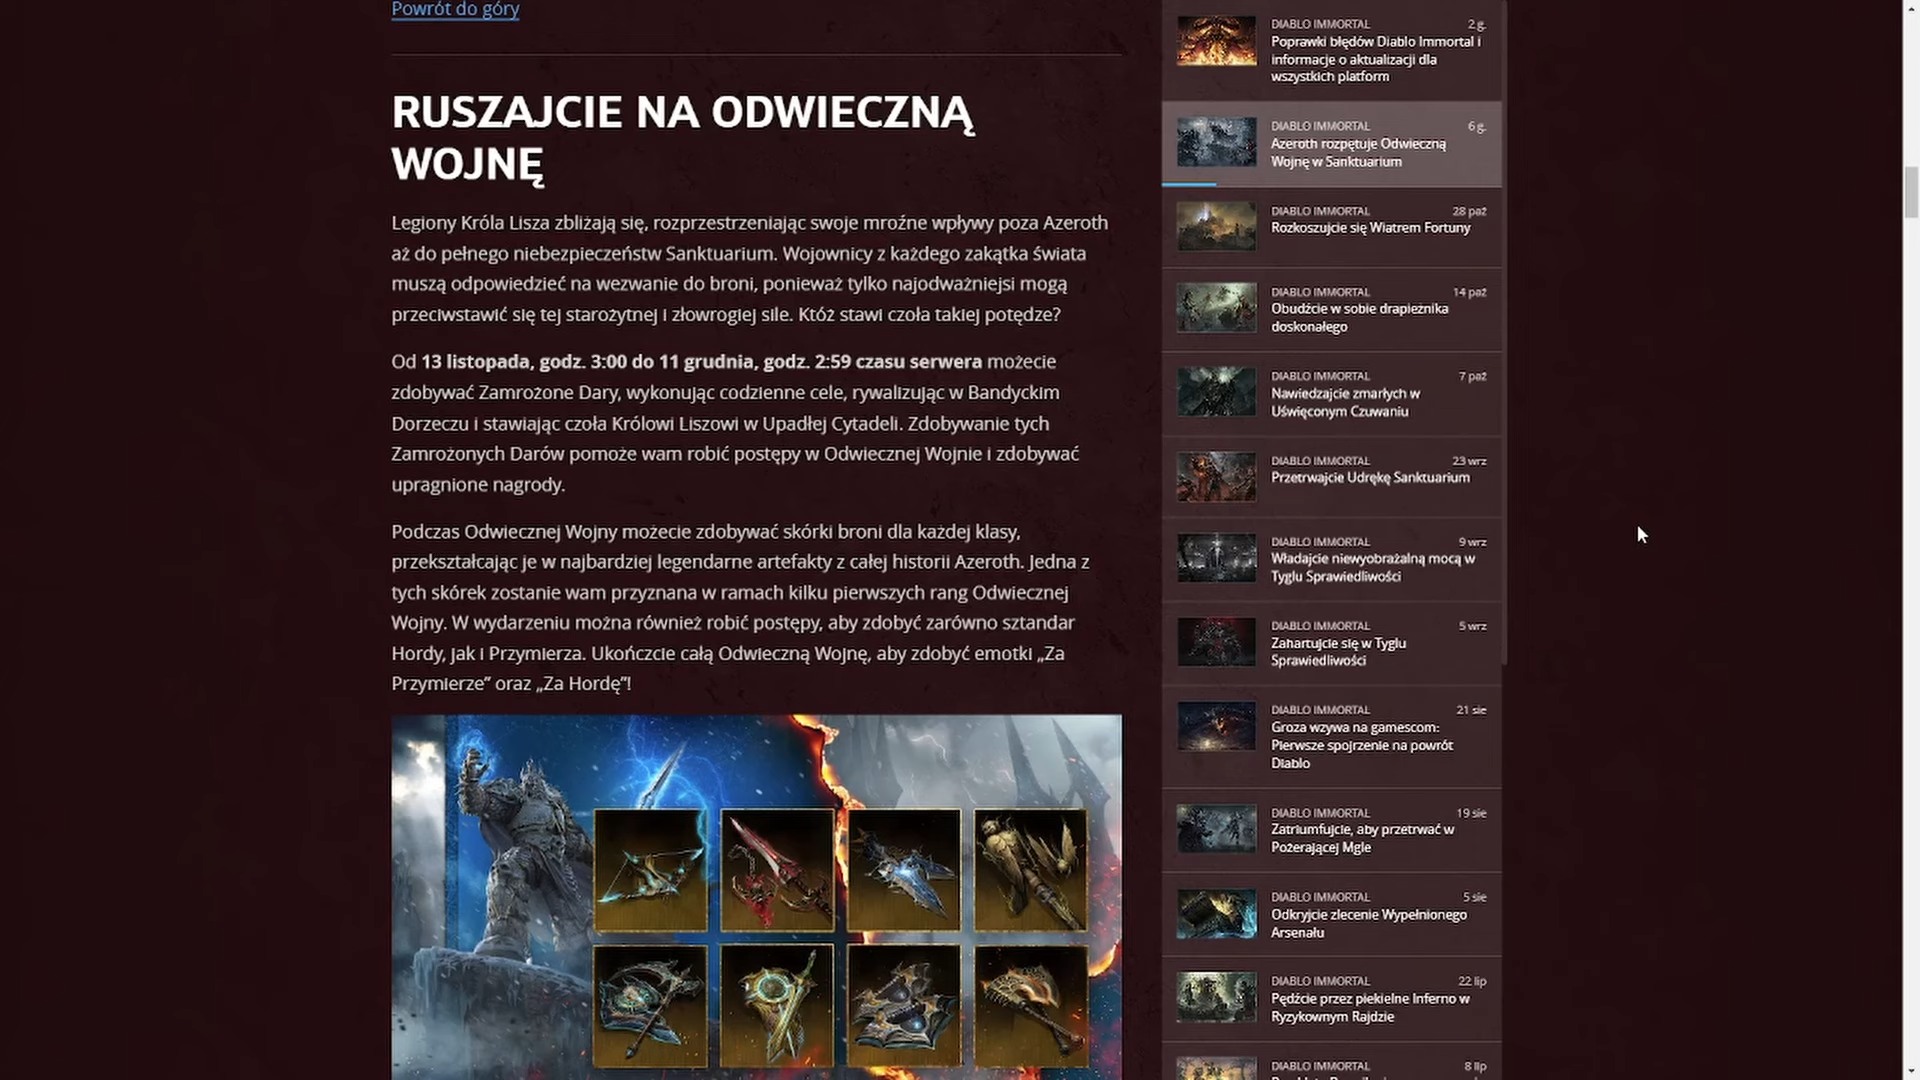 Powrót do góry
RUSZAJCIE NA ODWIECZNĄ
WOJNĘ
Legiony Króla Lisza zbliżają się, rozprzestrzeniając swoje mroźne wpływy poza Azeroth
aż do pełnego niebezpieczeństw Sanktuarium. Wojownicy z każdego zakątka świata
muszą odpowiedzieć na wezwanie do broni, ponieważ tylko najodważniejsi mogą
przeciwstawić się tej starożytnej i złowrogiej sile. Któż stawi czoła takiej potędze?
Od 13 listopada, godz. 3:00 do 11 grudnia, godz. 2:59 czasu serwera możecie
zdobywać Zamrożone Dary, wykonując codzienne cele, rywalizując w Bandyckim
Dorzeczu i stawiając czoła Królowi Liszowi w Upadłej Cytadeli. Zdobywanie tych
Zamrożonych Darów pomoże wam robić postępy w Odwiecznej Wojnie i zdobywać
upragnione nagrody.
Podczas Odwiecznej Wojny możecie zdobywać skórki broni dla każdej klasy,
przekształcając je w najbardziej legendarne artefakty z całej historii Azeroth. Jedna z
tych skórek zostanie wam przyznana w ramach kilku pierwszych rang Odwiecznej
Wojny. W wydarzeniu można również robić postępy, aby zdobyć zarówno sztandar
Hordy, jak i Przymierza. Ukończcie całą Odwieczną Wojnę, aby zdobyć emotki „Za
Przymierze” oraz „Za Hordę”!
DIABLO IMMORTAL 2 g.
Poprawki błędów Diablo Immortal i
informacje o aktualizacji dla
wszystkich platform
DIABLO IMMORTAL 6 g.
Azeroth rozpętuje Odwieczną
Wojnę w Sanktuarium
DIABLO IMMORTAL 28 paź
Rozkoszujcie się Wiatrem Fortuny
DIABLO IMMORTAL 14 paź
Obudźcie w sobie drapieżnika
doskonałego
DIABLO IMMORTAL 7 paź
Nawiedzajcie zmarłych w
Uświęconym Czuwaniu
DIABLO IMMORTAL 23 wrz
Przetrwajcie Udrękę Sanktuarium
DIABLO IMMORTAL 9 wrz
Władajcie niewyobrażalną mocą w
Tyglu Sprawiedliwości
DIABLO IMMORTAL 5 wrz
Zahartujcie się w Tyglu
Sprawiedliwości
DIABLO IMMORTAL 21 sie
Groza wzywa na gamescom:
Pierwsze spojrzenie na powrót
Diablo
DIABLO IMMORTAL 19 sie
Zatriumfujcie, aby przetrwać w
Pożerającej Mgle
DIABLO IMMORTAL 5 sie
Odkryjcie zlecenie Wypełnionego
Arsenału
DIABLO IMMORTAL 22 lip
Pędźcie przez piekielne Inferno w
Ryzykownym Rajdzie
DIABLO IMMORTAL 8 lip